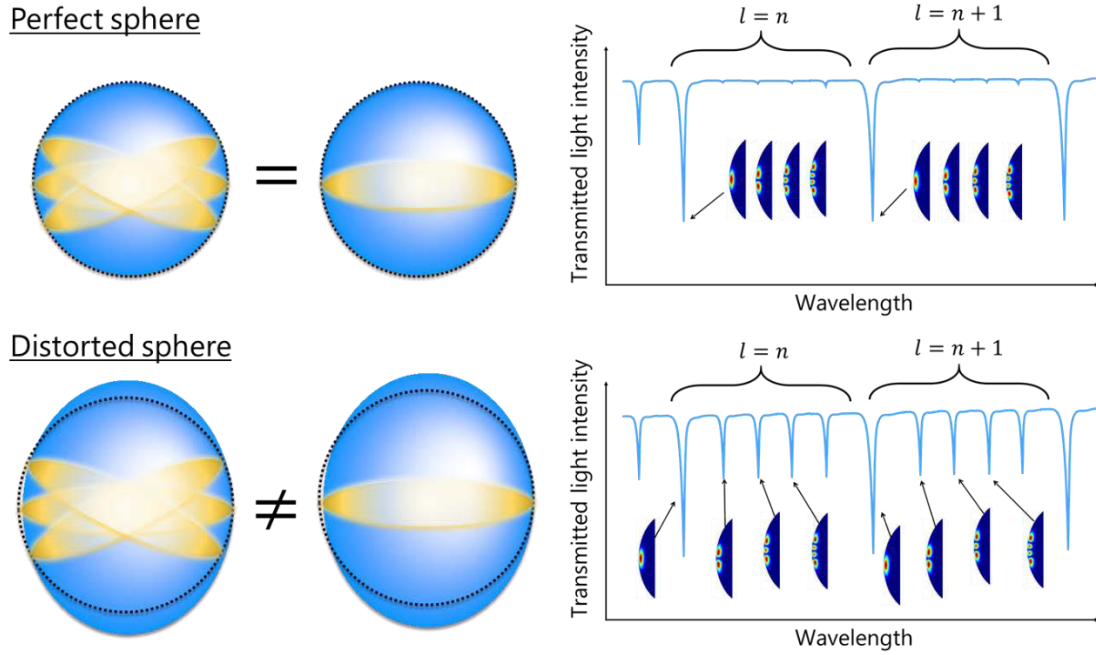 Perfect sphere
=
l = n
l = n + 1
Transmitted light intensity
Wavelength
Distorted sphere
≠
l = n
l = n + 1
Transmitted light intensity
Wavelength